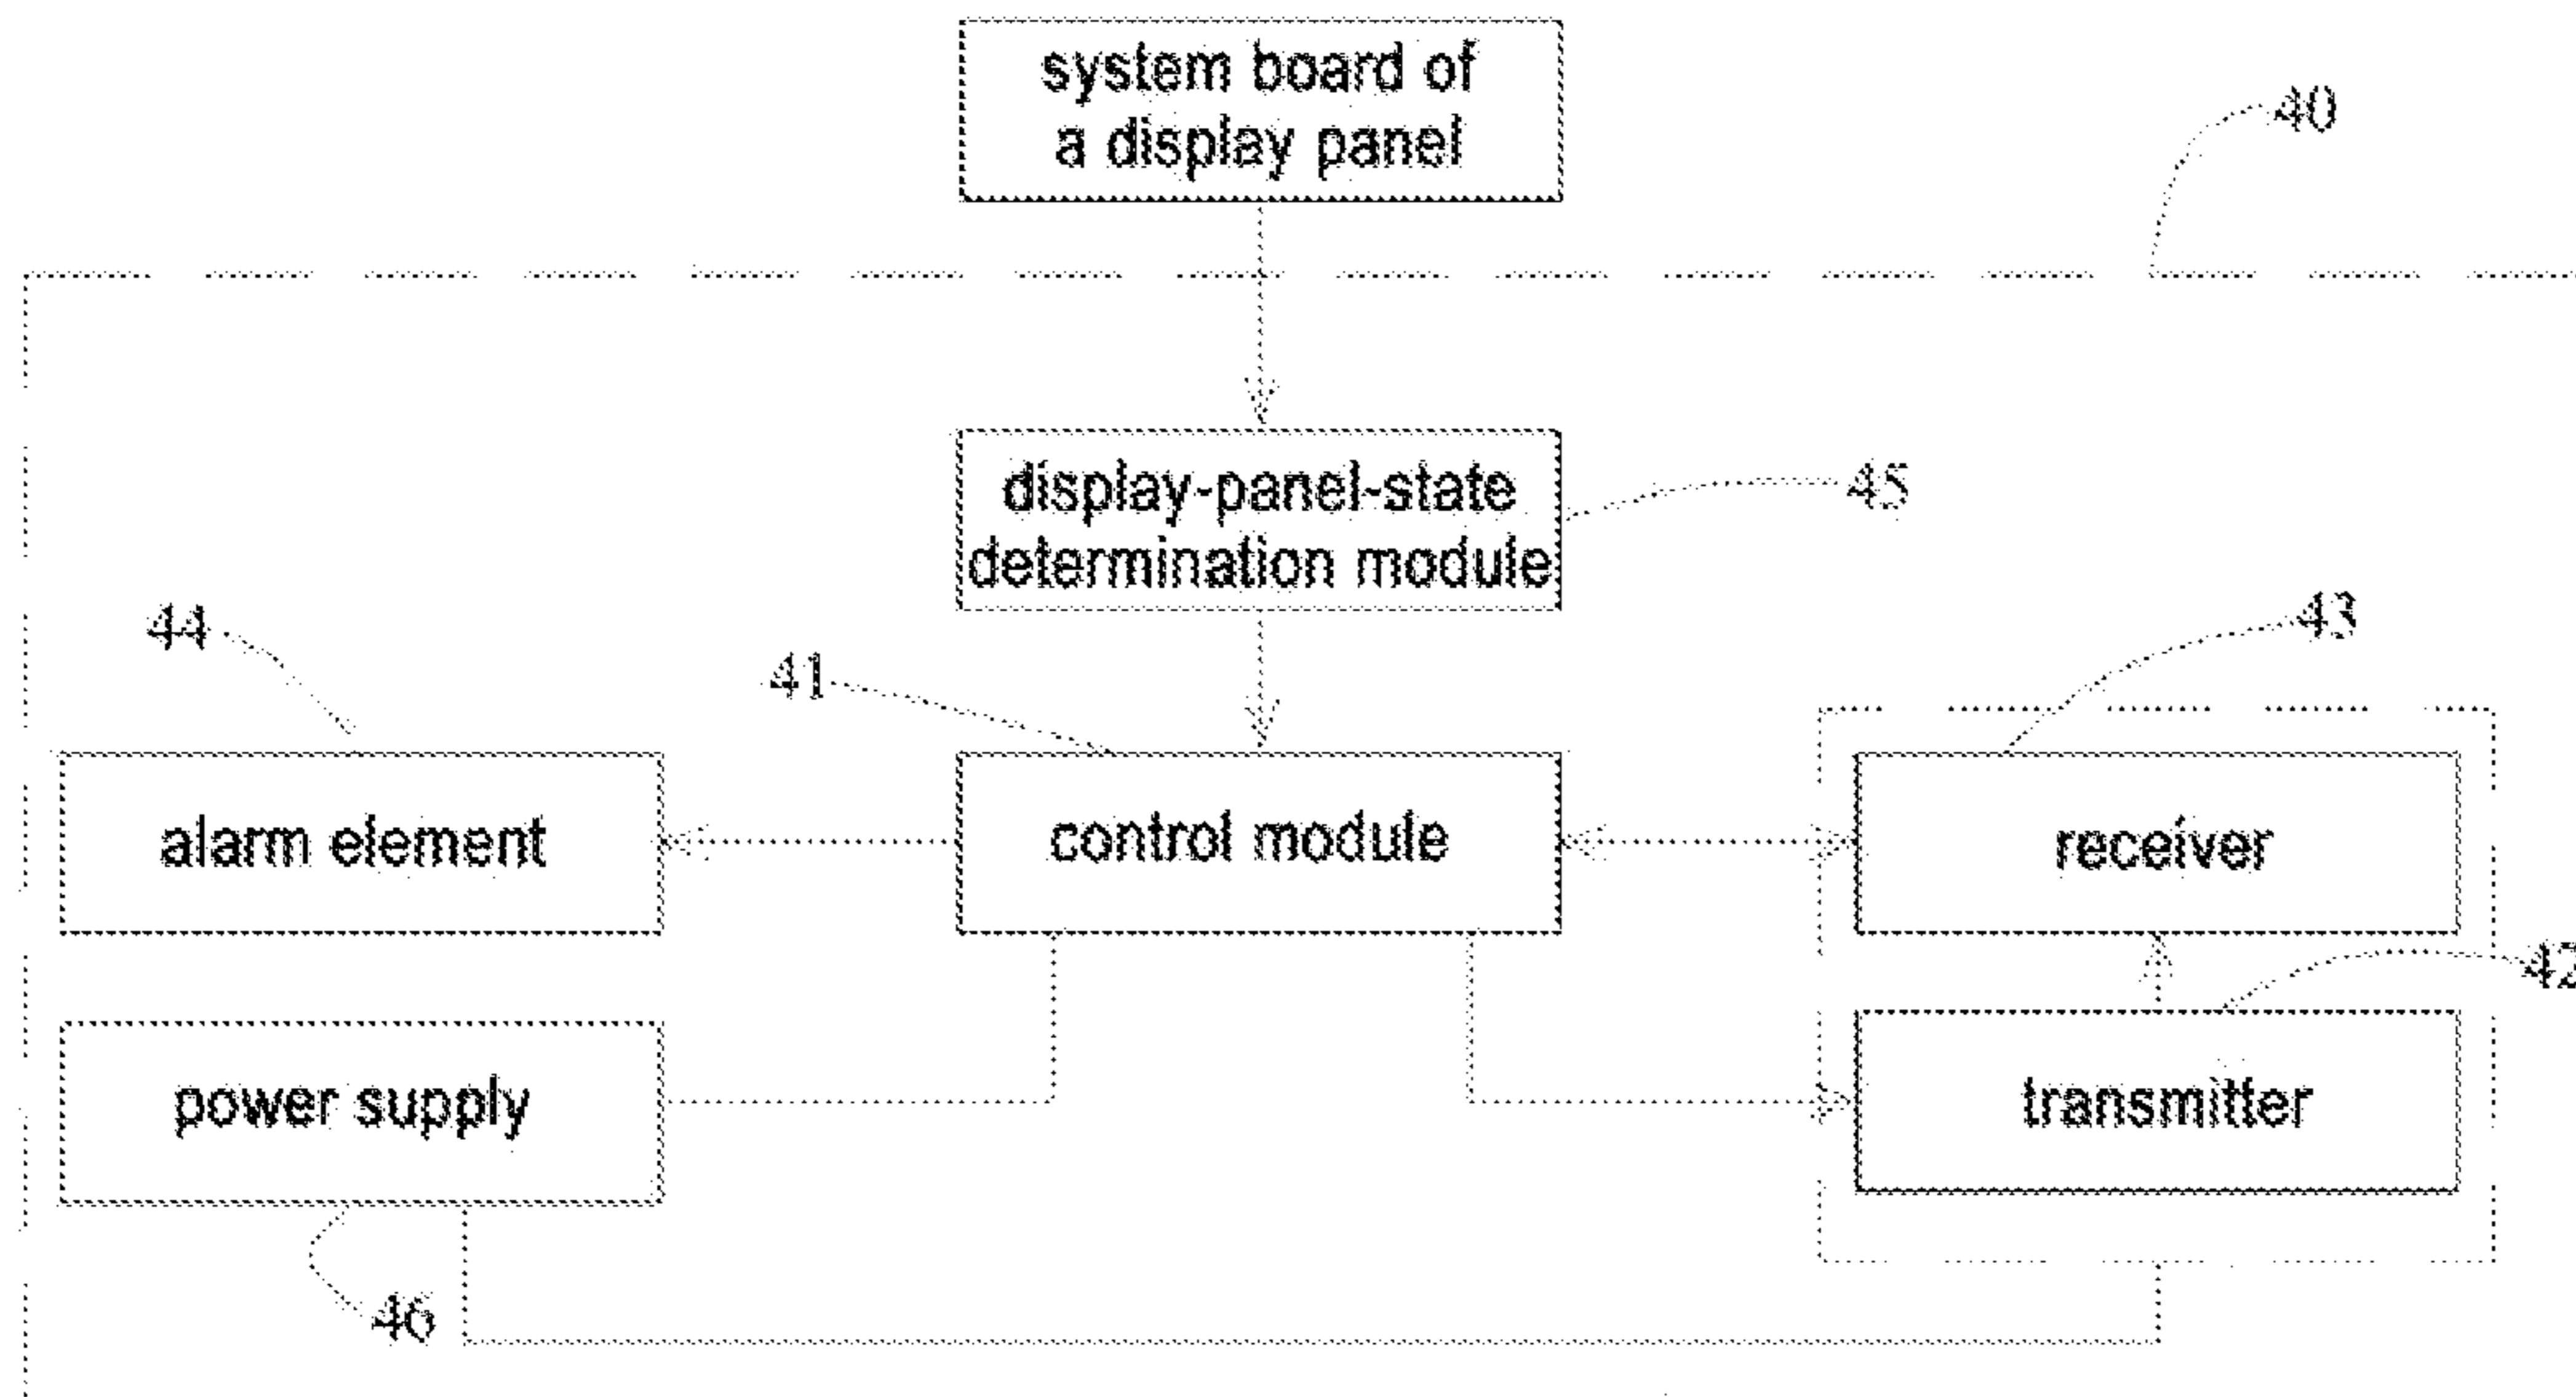 system board of
a display panel
40
display-panel-state
determination module
45
44
41
43
alarm element
control module
receiver
42
power supply
transmitter
46